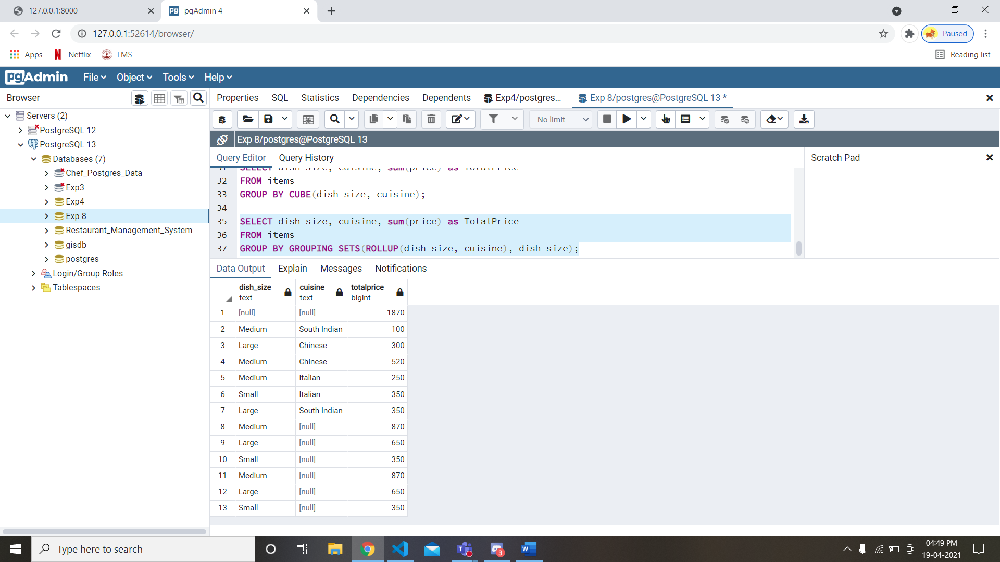 127.0.0.1:8000
pgAdmin 4
127.0.0.1:52614/browser/
Paused
Apps Netflix LMS Reading list
pgAdmin File Object Tools Help
Browser
Properties SQL Statistics Dependencies Dependents Exp4/postgres... Exp 8/postgres@PostgreSQL 13 *
Servers (2)
PostgreSQL 12
PostgreSQL 13
Databases (7)
Chef_Postgres_Data
Exp3
Exp4
Exp 8
Restaurant_Management_System
gisdb
postgres
Login/Group Roles
Tablespaces
No limit
Exp 8/postgres@PostgreSQL 13
Query Editor Query History
Scratch Pad
31 SELECT dish_size, cuisine, sum(price) as TotalPrice
32 FROM items
33 GROUP BY CUBE(dish_size, cuisine);
34
35 SELECT dish_size, cuisine, sum(price) as TotalPrice
36 FROM items
37 GROUP BY GROUPING SETS(ROLLUP(dish_size, cuisine), dish_size);
Data Output Explain Messages Notifications
dish_size cuisine totalprice
text text bigint
1 [null] [null] 1870
2 Medium South Indian 100
3 Large Chinese 300
4 Medium Chinese 520
5 Medium Italian 250
6 Small Italian 350
7 Large South Indian 350
8 Medium [null] 870
9 Large [null] 650
10 Small [null] 350
11 Medium [null] 870
12 Large [null] 650
13 Small [null] 350
Type here to search
3
04:49 PM
19-04-2021